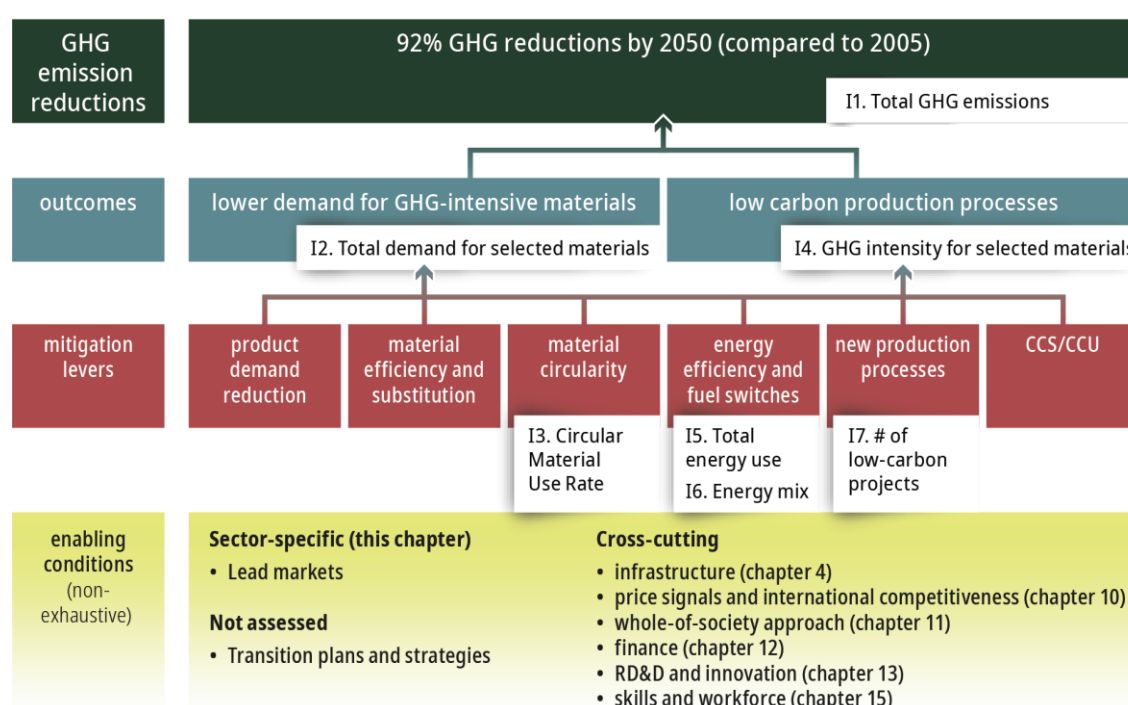 GHG
emission
reductions
92% GHG reductions by 2050 (compared to 2005)
I1. Total GHG emissions
outcomes
lower demand for GHG-intensive materials
low carbon production processes
I2. Total demand for selected materials
I4. GHG intensity for selected materials
mitigation
levers
product
demand
reduction
material
efficiency and
substitution
material
circularity
energy
efficiency and
fuel switches
new production
processes
CCS/CCU
I3. Circular
Material
Use Rate
I5. Total
energy use
I6. Energy mix
I7. # of
low-carbon
projects
enabling
conditions
(non-
exhaustive)
Sector-specific (this chapter)
• Lead markets
Not assessed
• Transition plans and strategies
Cross-cutting
• infrastructure (chapter 4)
• price signals and international competitiveness (chapter 10)
• whole-of-society approach (chapter 11)
• finance (chapter 12)
• RD&D and innovation (chapter 13)
• skills and workforce (chapter 15)